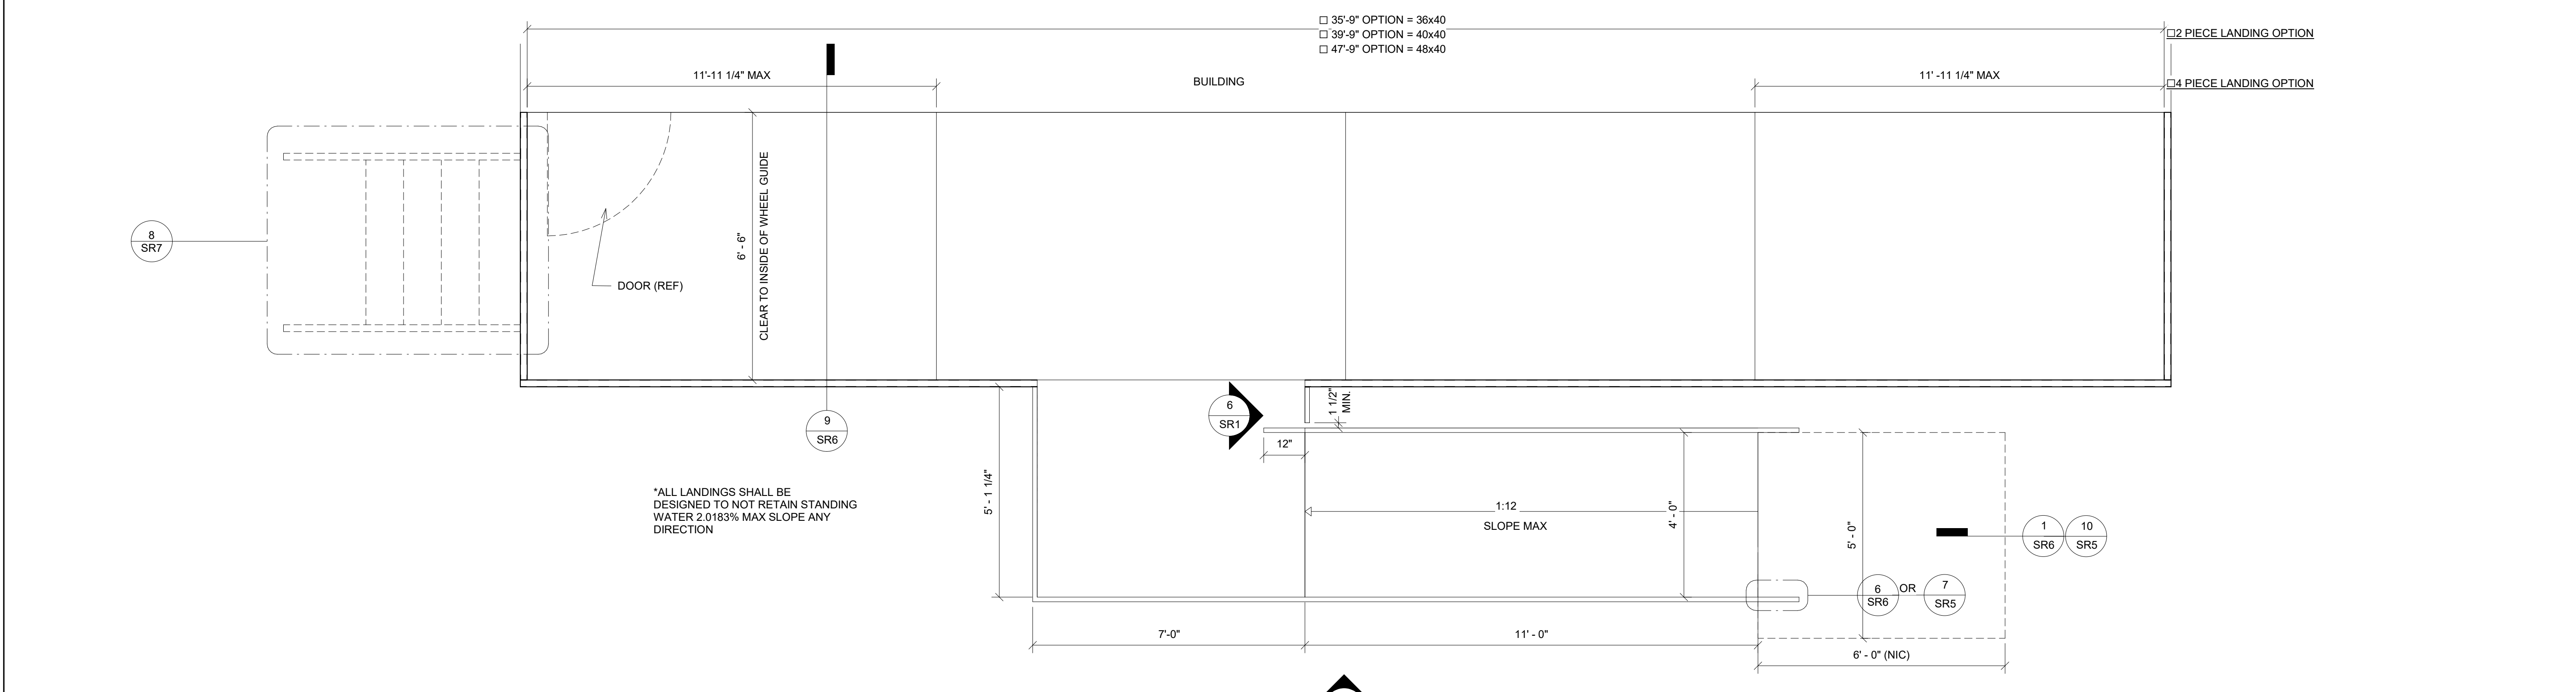 □ 35'-9" OPTION = 36x40
□ 39'-9" OPTION = 40x40
□ 47'-9" OPTION = 48x40
□2 PIECE LANDING OPTION
11'-11 1/4" MAX
BUILDING
11' -11 1/4" MAX
□4 PIECE LANDING OPTION
8
SR7
DOOR (REF)
6' - 6"
CLEAR TO INSIDE OF WHEEL GUIDE
9
SR6
6
SR1
1 1/2"
MIN.
12"
5' - 1 1/4"
*ALL LANDINGS SHALL BE
DESIGNED TO NOT RETAIN STANDING
WATER 2.0183% MAX SLOPE ANY
DIRECTION
1:12
SLOPE MAX
4' - 0"
5' - 0"
1
SR6
10
SR5
6
SR6
OR
7
SR5
7'-0"
11' - 0"
6' - 0" (NIC)